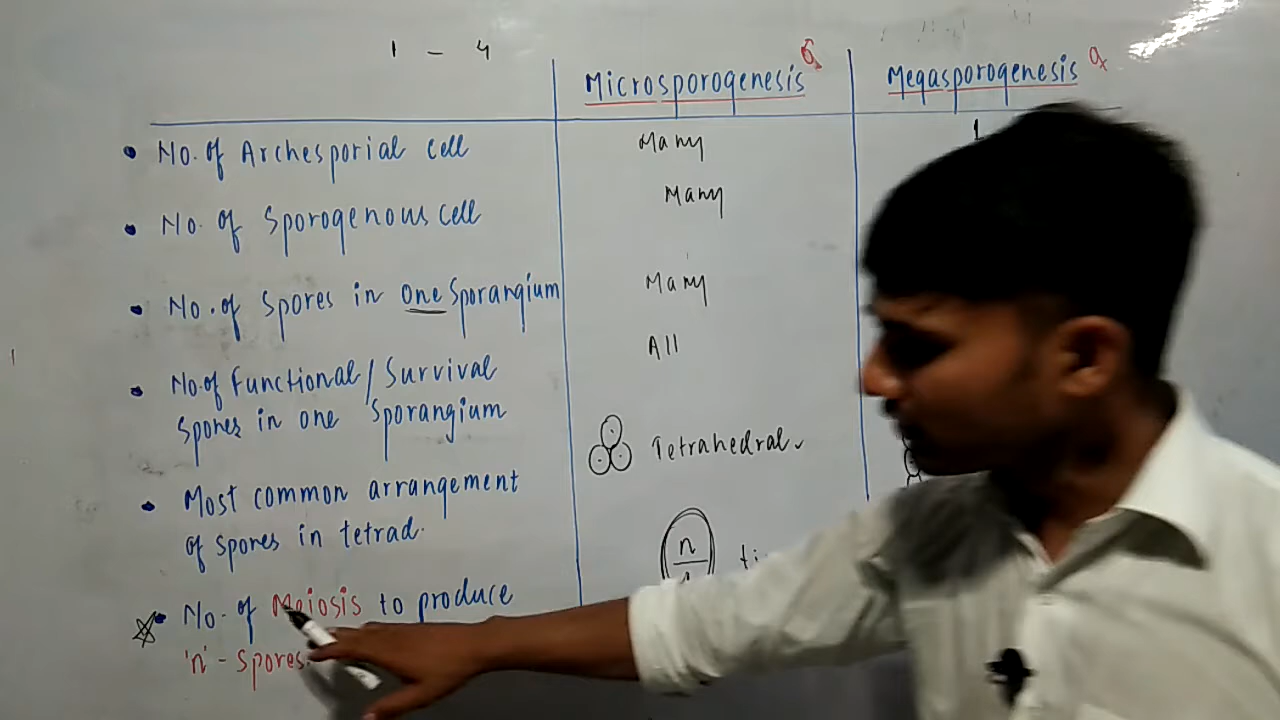 1 - 4
Microsporogenesis
Megasporogenesis
• No. of Archesporial cell
Many
1
• No. of Sporogenous cell
Many
• No. of Spores in one Sporangium
Many
• No. of functional / Survival
Spores in one Sporangium
All
• Most common arrangement
of spores in tetrad.
Tetrahedral
n
• No. of Meiosis to produce
'n' - Spores.